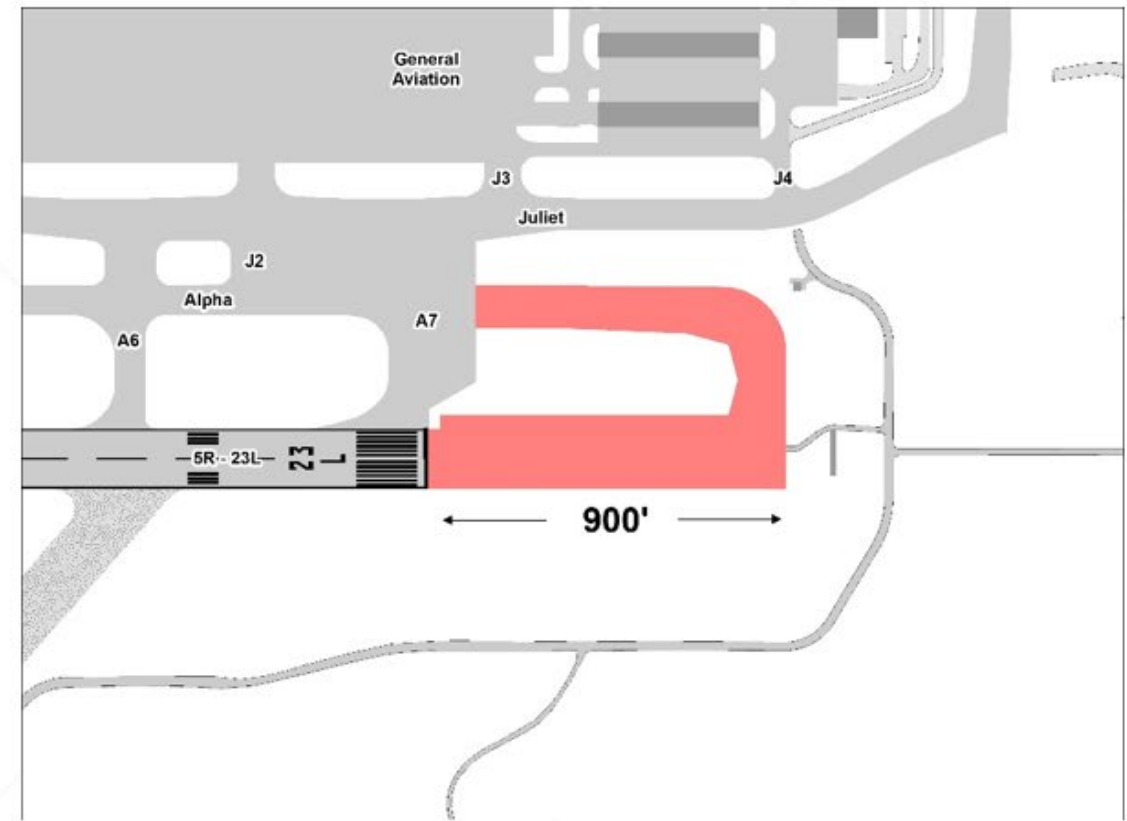 General
Aviation
J3
J4
Juliet
J2
Alpha
A7
A6
5R - 23L
23
L
900'